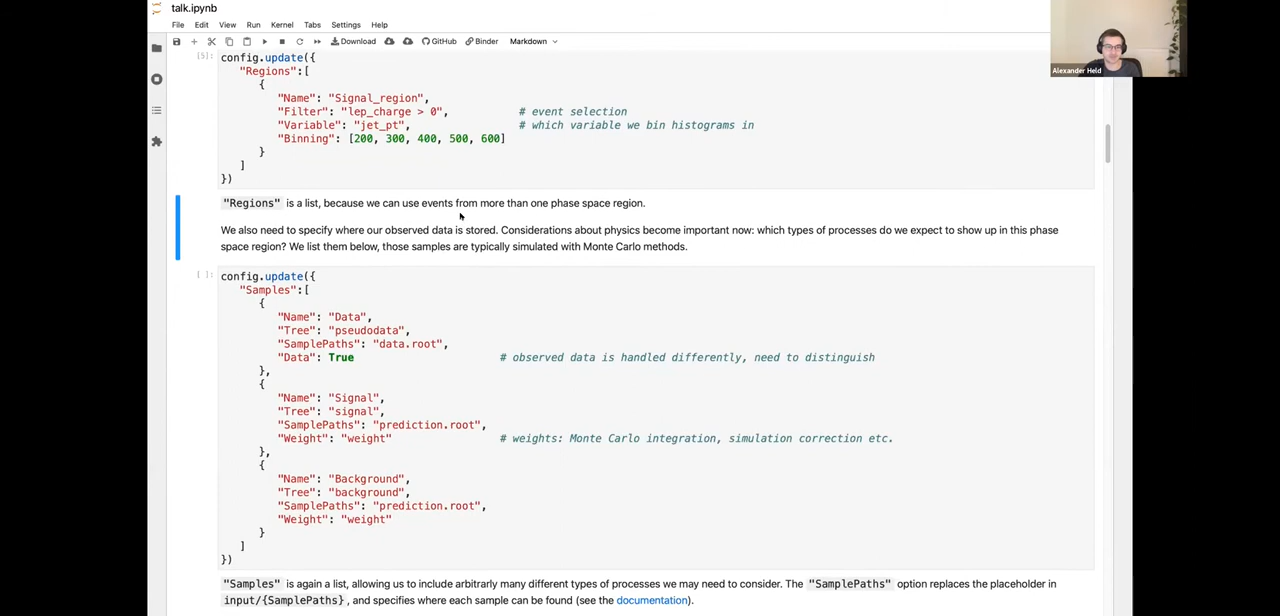 talk.ipynb
File Edit View Run Kernel Tabs Settings Help
Download GitHub Binder Markdown
Alexander Held
[5]: config.update({
"Regions":[
{
"Name": "Signal_region",
"Filter": "lep_charge > 0", # event selection
"Variable": "jet_pt", # which variable we bin histograms in
"Binning": [200, 300, 400, 500, 600]
}
]
})
"Regions" is a list, because we can use events from more than one phase space region.
We also need to specify where our observed data is stored. Considerations about physics become important now: which types of processes do we expect to show up in this phase
space region? We list them below, those samples are typically simulated with Monte Carlo methods.
[ ]: config.update({
"Samples":[
{
"Name": "Data",
"Tree": "pseudodata",
"SamplePaths": "data.root",
"Data": True # observed data is handled differently, need to distinguish
},
{
"Name": "Signal",
"Tree": "signal",
"SamplePaths": "prediction.root",
"Weight": "weight" # weights: Monte Carlo integration, simulation correction etc.
},
{
"Name": "Background",
"Tree": "background",
"SamplePaths": "prediction.root",
"Weight": "weight"
}
]
})
"Samples" is again a list, allowing us to include arbitrarly many different types of processes we may need to consider. The "SamplePaths" option replaces the placeholder in
input/{SamplePaths}, and specifies where each sample can be found (see the documentation).